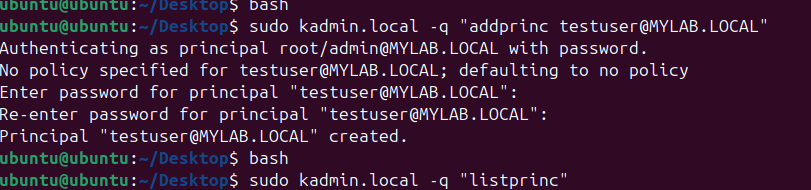 ubuntu@ubuntu:~/Desktop$ bash
ubuntu@ubuntu:~/Desktop$ sudo kadmin.local -q "addprinc testuser@MYLAB.LOCAL"
Authenticating as principal root/admin@MYLAB.LOCAL with password.
No policy specified for testuser@MYLAB.LOCAL; defaulting to no policy
Enter password for principal "testuser@MYLAB.LOCAL":
Re-enter password for principal "testuser@MYLAB.LOCAL":
Principal "testuser@MYLAB.LOCAL" created.
ubuntu@ubuntu:~/Desktop$ bash
ubuntu@ubuntu:~/Desktop$ sudo kadmin.local -q "listprinc"